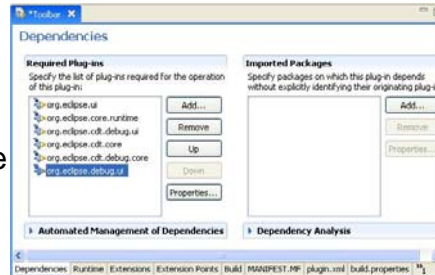 *Toolbar
Dependencies
Required Plug-ins
Specify the list of plug-ins required for the operation
of this plug-in:
org.eclipse.ui
org.eclipse.core.runtime
org.eclipse.cdt.debug.ui
org.eclipse.cdt.core
org.eclipse.cdt.debug.core
org.eclipse.debug.ui
Add...
Remove
Up
Down
Properties...
Imported Packages
Specify packages on which this plug-in depends
without explicitly identifying their originating plug-i
Add...
Remove
Properties...
e
Automated Management of Dependencies
Dependency Analysis
Dependencies Runtime Extensions Extension Points Build MANIFEST.MF plugin.xml build.properties »1